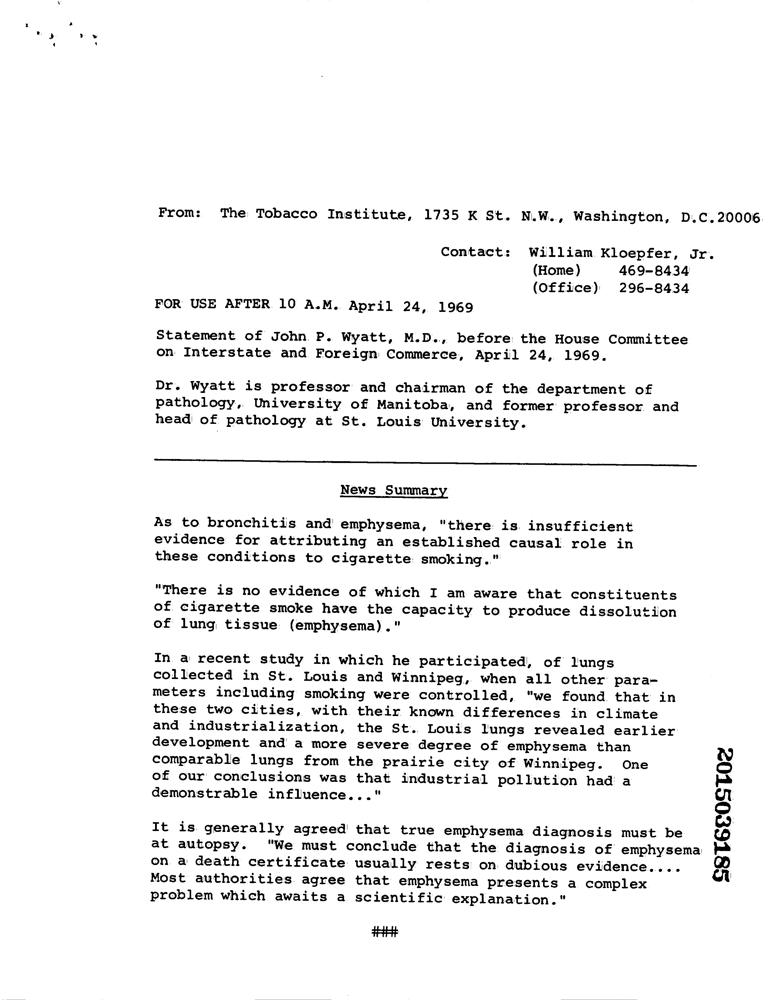 From: The Tobacco Institute, 1735 K St. N.W., Washington, D.C.20006
Contact: William Kloepfer, Jr.
(Home) 469-8434
(Office) 296-8434
FOR USE AFTER 10 A.M. April 24, 1969
Statement of John P. Wyatt, M.D., before the House Committee
on Interstate and Foreign Commerce, April 24, 1969.
Dr. Wyatt is professor and chairman of the department of
pathology, University of Manitoba, and former professor and
head of pathology at St. Louis University.
News Summary
As to bronchitis and emphysema, "there is insufficient
evidence for attributing an established causal role in
these conditions to cigarette smoking."
"There is no evidence of which I am aware that constituents
of cigarette smoke have the capacity to produce dissolution
of lung tissue (emphysema)."
In a recent study in which he participated, of lungs
collected in St. Louis and Winnipeg, when all other para-
meters including smoking were controlled, "we found that in
these two cities, with their known differences in climate
and industrialization, the St. Louis lungs revealed earlier
development and a more severe degree of emphysema than
comparable lungs from the prairie city of Winnipeg. One
of our conclusions was that industrial pollution had a
demonstrable influence..."
It is generally agreed that true emphysema diagnosis must be
at autopsy. "We must conclude that the diagnosis of emphysema
on a death certificate usually rests on dubious evidence....
Most authorities agree that emphysema presents a complex
problem which awaits a scientific explanation."
###
2015039185